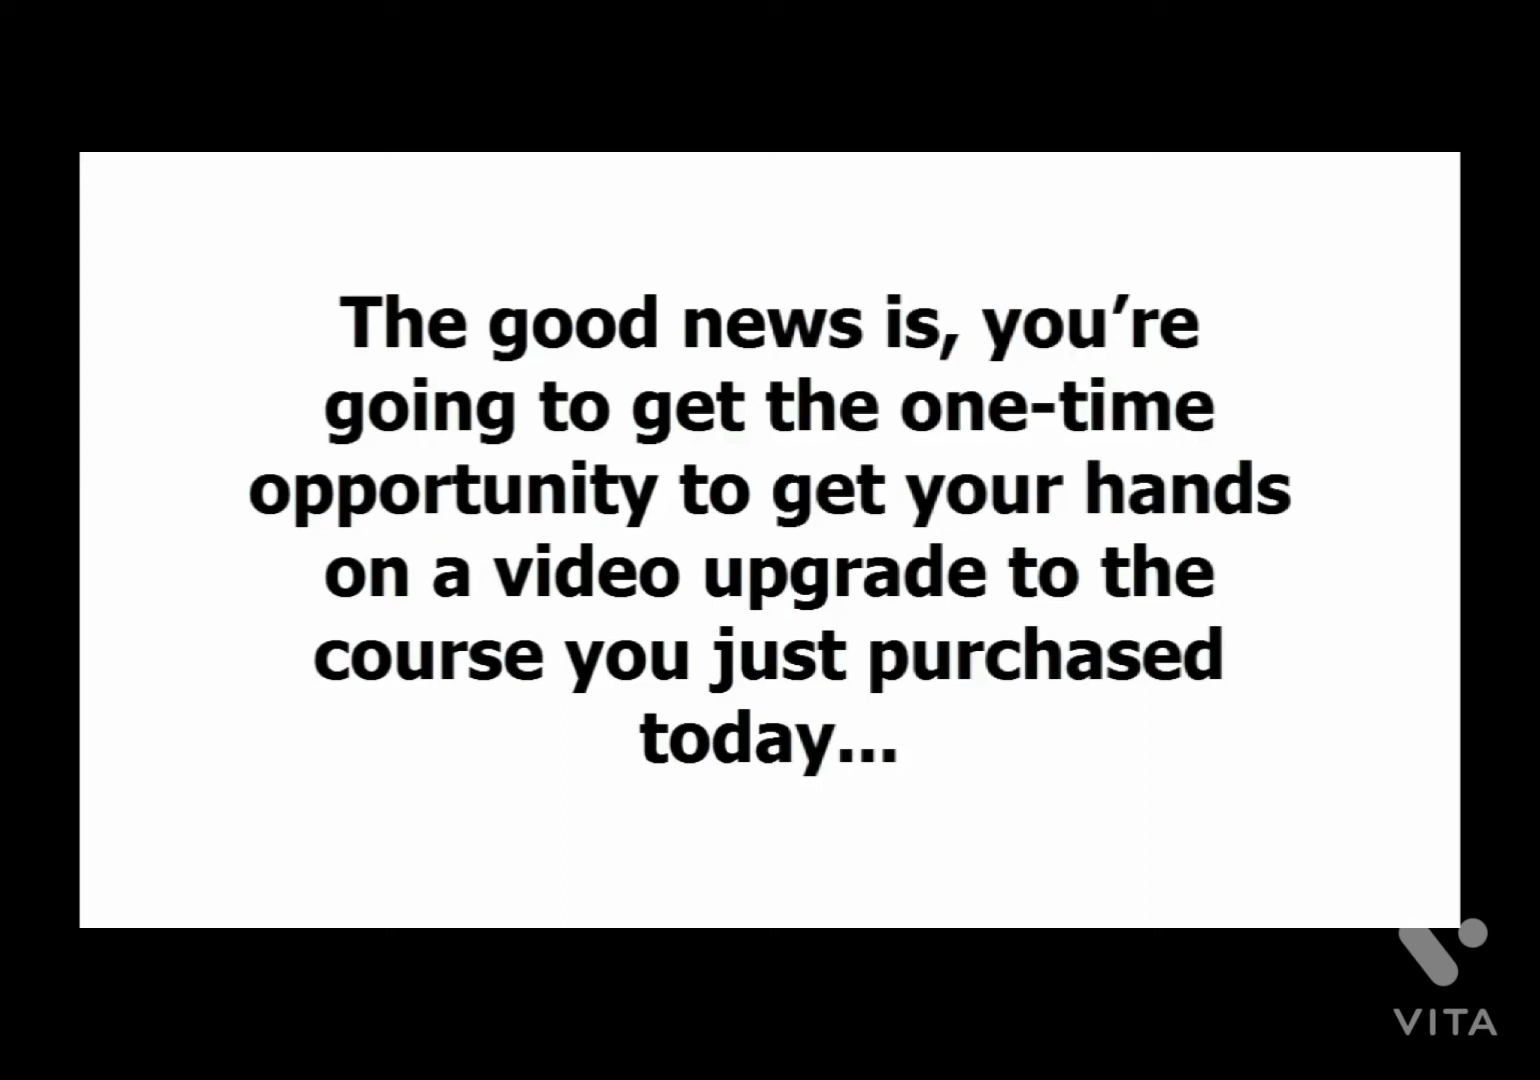 The good news is, you’re
going to get the one-time
opportunity to get your hands
on a video upgrade to the
course you just purchased
today...
VITA